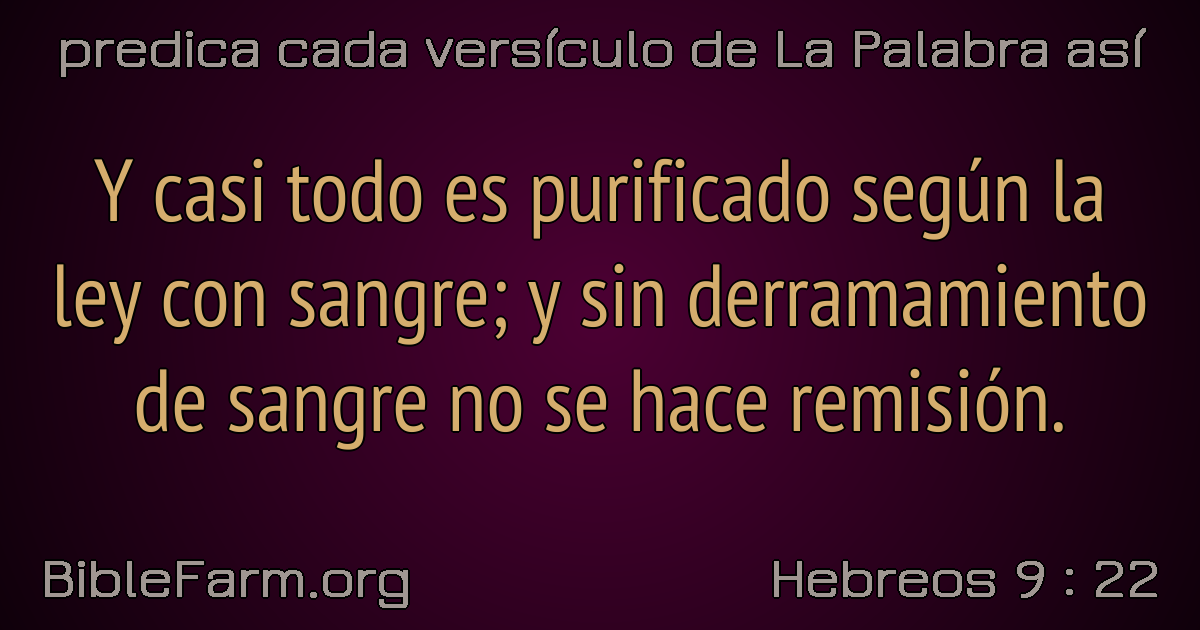 predica cada versículo de La Palabra así
Y casi todo es purificado según la
ley con sangre; y sin derramamiento
de sangre no se hace remisión.
BibleFarm.org
Hebreos 9 : 22